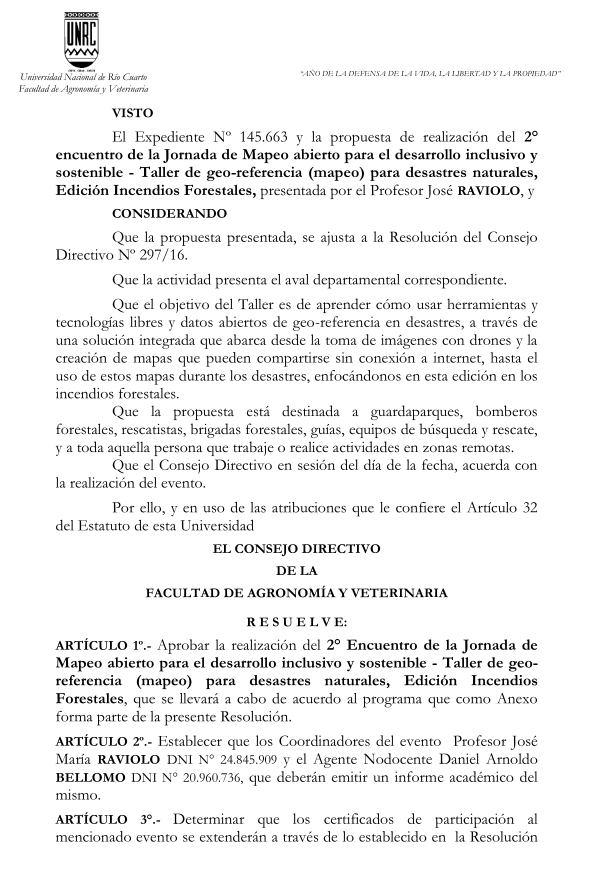 UNRC
Universidad Nacional de Río Cuarto
Facultad de Agronomía y Veterinaria
"AÑO DE LA DEFENSA DE LA VIDA, LA LIBERTAD Y LA PROPIEDAD"
VISTO
El Expediente Nº 145.663 y la propuesta de realización del 2°
encuentro de la Jornada de Mapeo abierto para el desarrollo inclusivo y
sostenible - Taller de geo-referencia (mapeo) para desastres naturales,
Edición Incendios Forestales, presentada por el Profesor José RAVIOLO, y
CONSIDERANDO
Que la propuesta presentada, se ajusta a la Resolución del Consejo
Directivo Nº 297/16.
Que la actividad presenta el aval departamental correspondiente.
Que el objetivo del Taller es de aprender cómo usar herramientas y
tecnologías libres y datos abiertos de geo-referencia en desastres, a través de
una solución integrada que abarca desde la toma de imágenes con drones y la
creación de mapas que pueden compartirse sin conexión a internet, hasta el
uso de estos mapas durante los desastres, enfocándonos en esta edición en los
incendios forestales.
Que la propuesta está destinada a guardaparques, bomberos
forestales, rescatistas, brigadas forestales, guías, equipos de búsqueda y rescate,
y a toda aquella persona que trabaje o realice actividades en zonas remotas.
Que el Consejo Directivo en sesión del día de la fecha, acuerda con
la realización del evento.
Por ello, y en uso de las atribuciones que le confiere el Artículo 32
del Estatuto de esta Universidad
EL CONSEJO DIRECTIVO
DE LA
FACULTAD DE AGRONOMÍA Y VETERINARIA
R E S U E L V E:
ARTÍCULO 1º.- Aprobar la realización del 2° Encuentro de la Jornada de
Mapeo abierto para el desarrollo inclusivo y sostenible - Taller de geo-
referencia (mapeo) para desastres naturales, Edición Incendios
Forestales, que se llevará a cabo de acuerdo al programa que como Anexo
forma parte de la presente Resolución.
ARTÍCULO 2º.- Establecer que los Coordinadores del evento Profesor José
María RAVIOLO DNI N° 24.845.909 y el Agente Nodocente Daniel Arnoldo
BELLOMO DNI N° 20.960.736, que deberán emitir un informe académico del
mismo.
ARTÍCULO 3°.- Determinar que los certificados de participación al
mencionado evento se extenderán a través de lo establecido en la Resolución